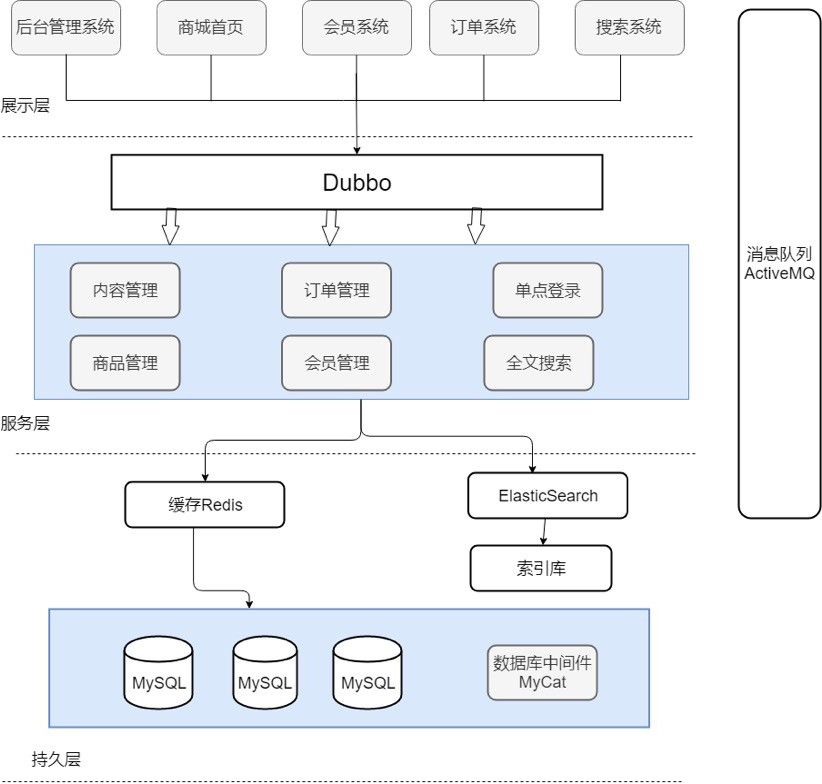 后台管理系统
商城首页
会员系统
订单系统
搜索系统
展示层
Dubbo
消息队列
ActiveMQ
内容管理
订单管理
单点登录
商品管理
会员管理
全文搜索
服务层
缓存Redis
ElasticSearch
索引库
MySQL
MySQL
MySQL
数据库中间件
MyCat
持久层